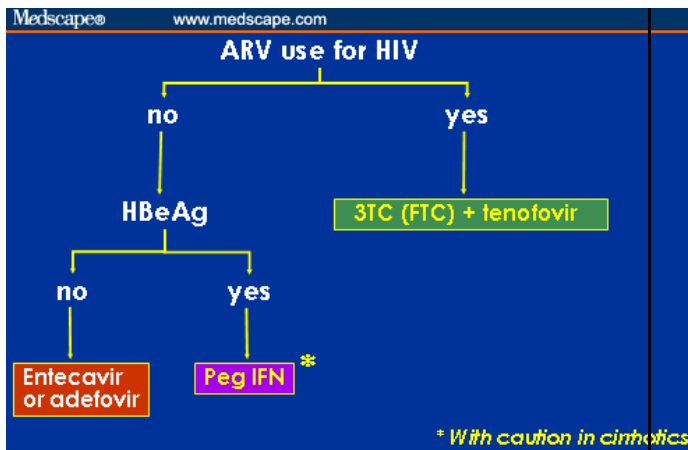 Medscape® www.medscape.com
ARV use for HIV
no yes
HBeAg 3TC (FTC) + tenofovir
no yes
Entecavir
or adefovir
Peg IFN *
* With caution in cirrhotics